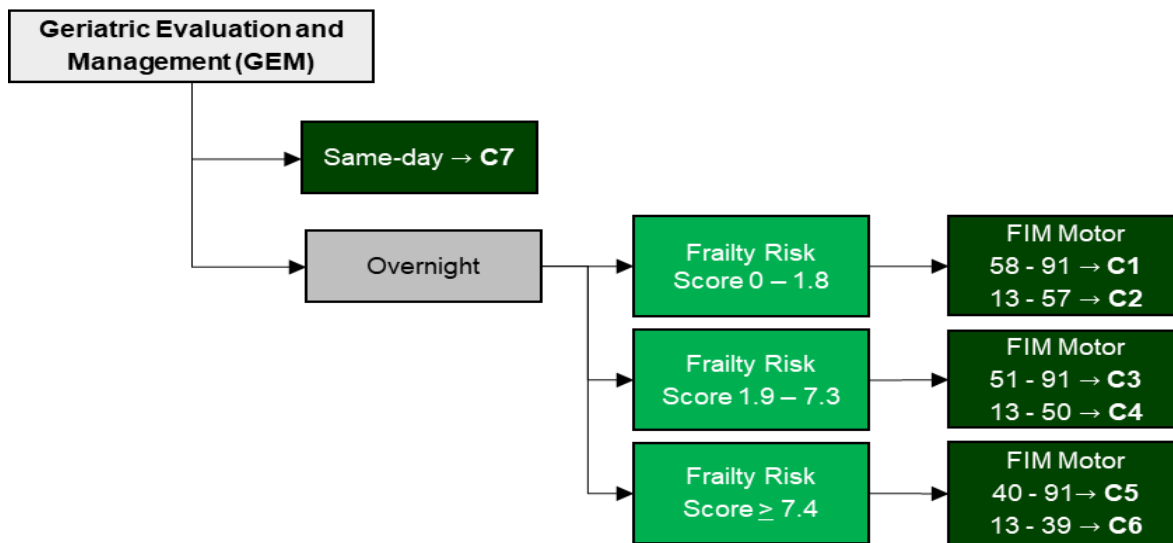 Geriatric Evaluation and
Management (GEM)
Same-day → C7
Overnight
Frailty Risk
Score 0 – 1.8
FIM Motor
58 - 91 → C1
13 - 57 → C2
Frailty Risk
Score 1.9 – 7.3
FIM Motor
51 - 91 → C3
13 - 50 → C4
Frailty Risk
Score ≥ 7.4
FIM Motor
40 - 91→ C5
13 - 39 → C6